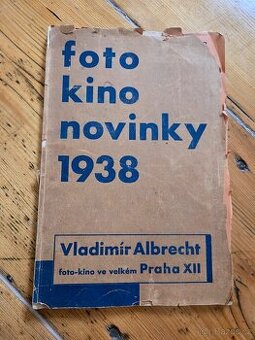 foto
kino
novinky
1938
Vladimír Albrecht
foto-kino ve velkém Praha XII